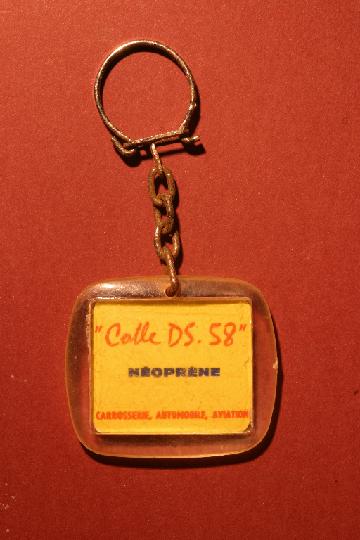 "Colle DS. 58"
NÉOPRÈNE
CARROSSERIE, AUTOMOBILE, AVIATION